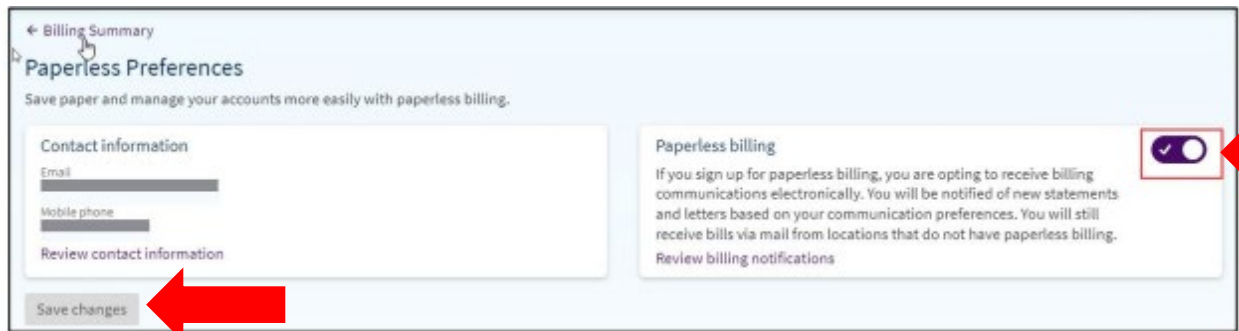 ← Billing Summary
Paperless Preferences
Save paper and manage your accounts more easily with paperless billing.
Contact information
Email
Mobile phone
Review contact information
Paperless billing
If you sign up for paperless billing, you are opting to receive billing
communications electronically. You will be notified of new statements
and letters based on your communication preferences. You will still
receive bills via mail from locations that do not have paperless billing.
Review billing notifications
Save changes